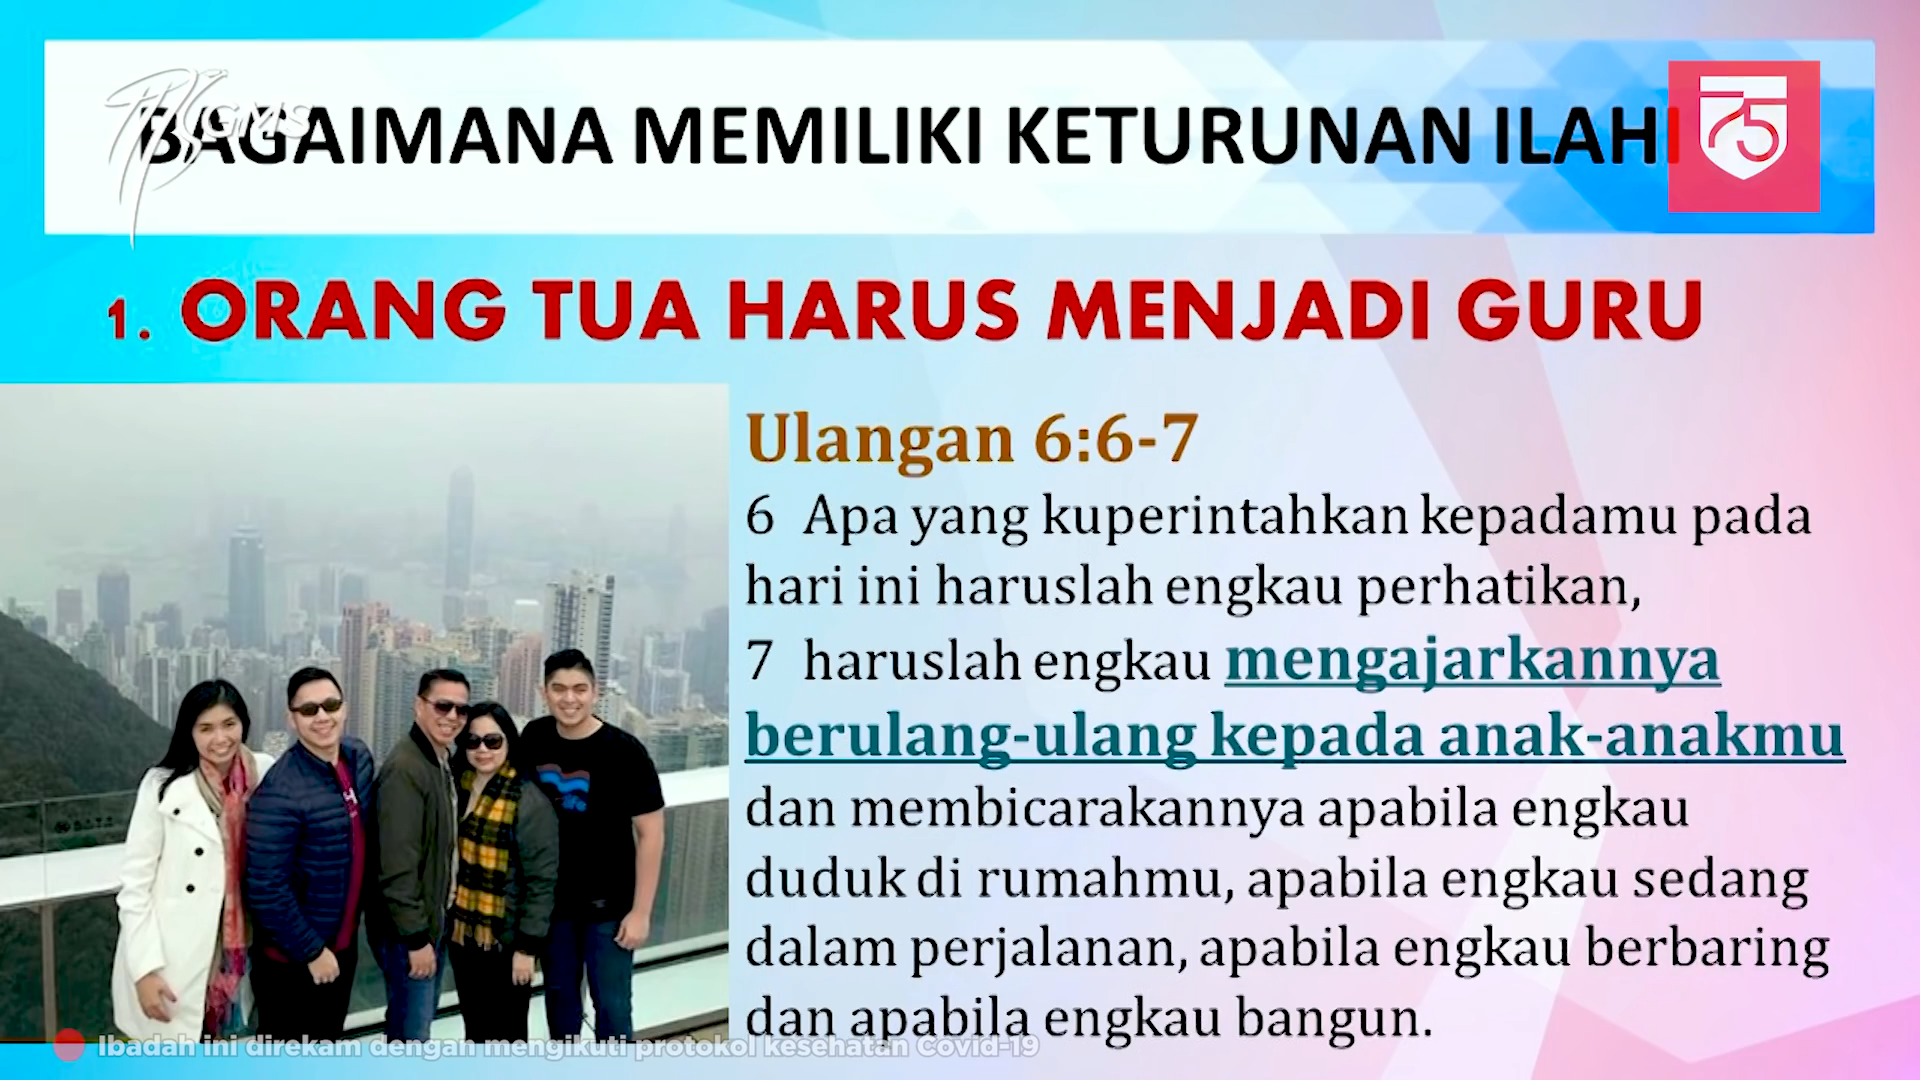 GMS
BAGAIMANA MEMILIKI KETURUNAN ILAHI
75
1. ORANG TUA HARUS MENJADI GURU
Ulangan 6:6-7
6 Apa yang kuperintahkan kepadamu pada
hari ini haruslah engkau perhatikan,
7 haruslah engkau mengajarkannya
berulang-ulang kepada anak-anakmu
dan membicarakannya apabila engkau
duduk di rumahmu, apabila engkau sedang
dalam perjalanan, apabila engkau berbaring
dan apabila engkau bangun.
Ibadah ini direkam dengan mengikuti protokol kesehatan Covid-19